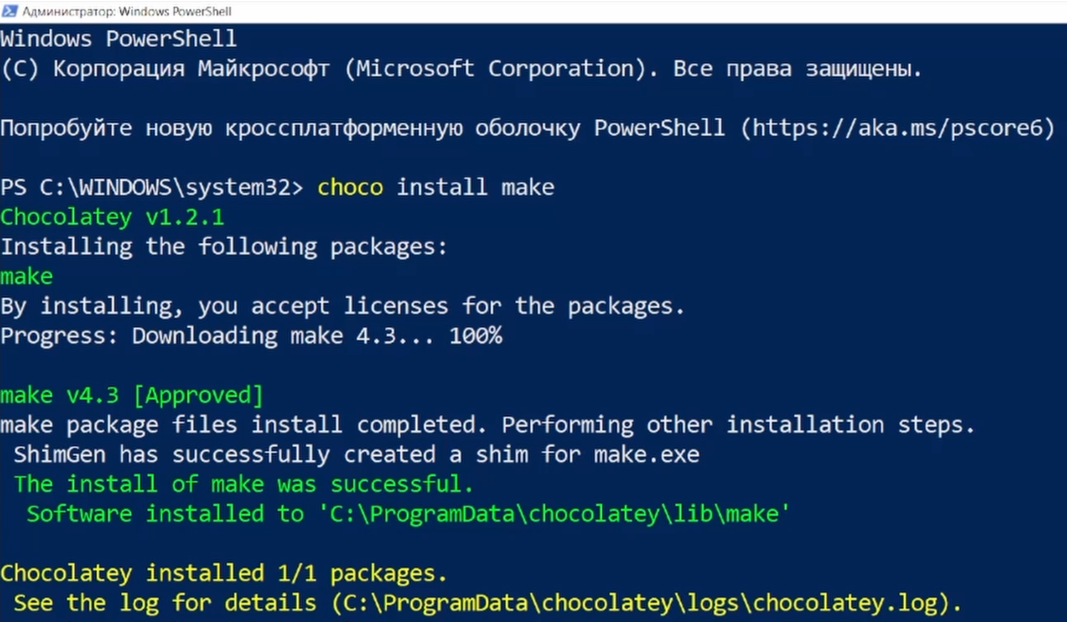 Администратор: Windows PowerShell
Windows PowerShell
(C) Корпорация Майкрософт (Microsoft Corporation). Все права защищены.
Попробуйте новую кроссплатформенную оболочку PowerShell (https://aka.ms/pscore6)
PS C:\WINDOWS\system32> choco install make
Chocolatey v1.2.1
Installing the following packages:
make
By installing, you accept licenses for the packages.
Progress: Downloading make 4.3... 100%
make v4.3 [Approved]
make package files install completed. Performing other installation steps.
ShimGen has successfully created a shim for make.exe
The install of make was successful.
Software installed to 'C:\ProgramData\chocolatey\lib\make'
Chocolatey installed 1/1 packages.
See the log for details (C:\ProgramData\chocolatey\logs\chocolatey.log).